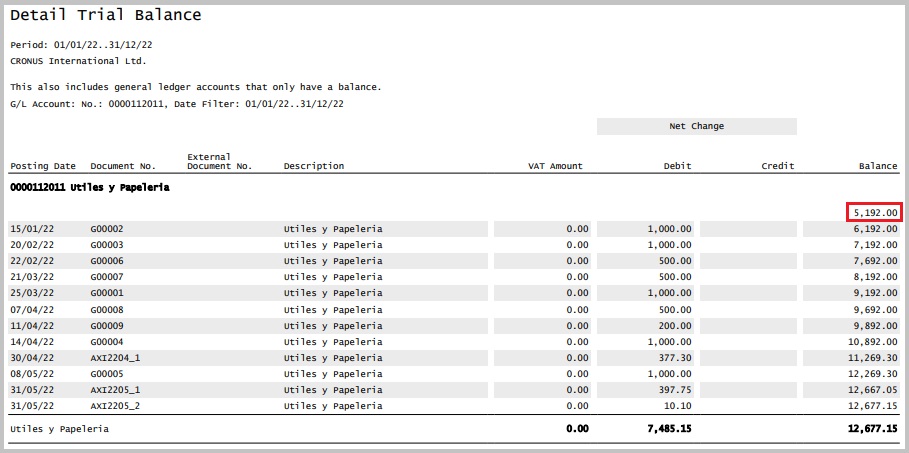 Detail Trial Balance
Period: 01/01/22..31/12/22
CRONUS International Ltd.
This also includes general ledger accounts that only have a balance.
G/L Account: No.: 0000112011, Date Filter: 01/01/22..31/12/22
Net Change
Posting Date Document No. External Document No. Description VAT Amount Debit Credit Balance
0000112011 Utiles y Papeleria
5,192.00
15/01/22 G00002 Utiles y Papeleria 0.00 1,000.00 6,192.00
20/02/22 G00003 Utiles y Papeleria 0.00 1,000.00 7,192.00
22/02/22 G00006 Utiles y Papeleria 0.00 500.00 7,692.00
21/03/22 G00007 Utiles y Papeleria 0.00 500.00 8,192.00
25/03/22 G00001 Utiles y Papeleria 0.00 1,000.00 9,192.00
07/04/22 G00008 Utiles y Papeleria 0.00 500.00 9,692.00
11/04/22 G00009 Utiles y Papeleria 0.00 200.00 9,892.00
14/04/22 G00004 Utiles y Papeleria 0.00 1,000.00 10,892.00
30/04/22 AXI2204_1 Utiles y Papeleria 0.00 377.30 11,269.30
08/05/22 G00005 Utiles y Papeleria 0.00 1,000.00 12,269.30
31/05/22 AXI2205_1 Utiles y Papeleria 0.00 397.75 12,667.05
31/05/22 AXI2205_2 Utiles y Papeleria 0.00 10.10 12,677.15
Utiles y Papeleria 0.00 7,485.15 12,677.15